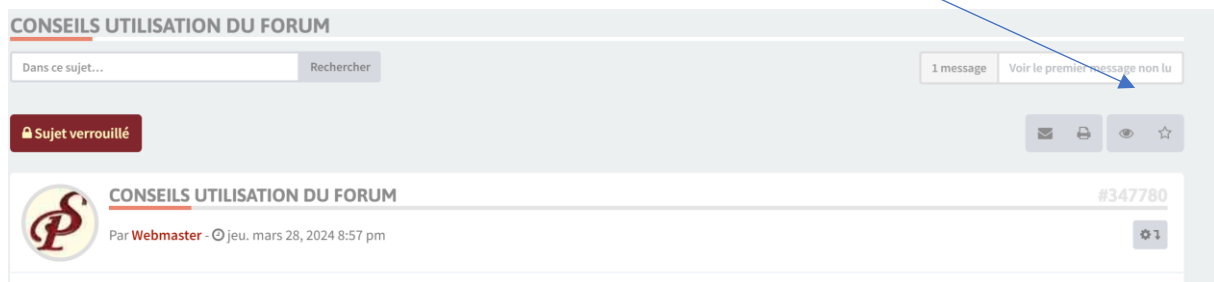 CONSEILS UTILISATION DU FORUM
Dans ce sujet... Rechercher 1 message Voir le premier message non lu
Sujet verrouillé
CONSEILS UTILISATION DU FORUM #347780
Par Webmaster - jeu. mars 28, 2024 8:57 pm